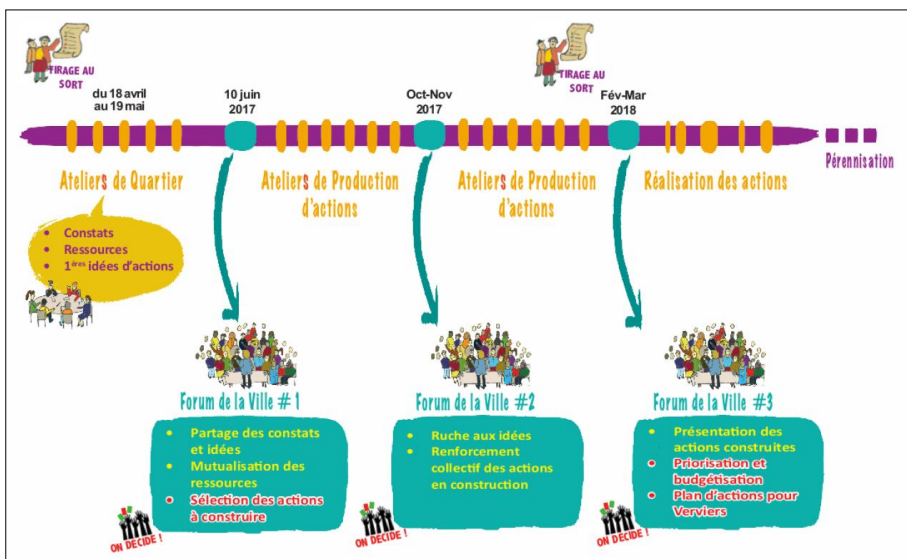 TIRAGE AU
SORT
du 18 avril
au 19 mai
10 juin
2017
Oct-Nov
2017
TIRAGE AU
SORT
Fév-Mar
2018
Pérennisation
Ateliers de Quartier
Ateliers de Production
d'actions
Ateliers de Production
d'actions
Réalisation des actions
• Constats
• Ressources
• 1ères idées d'actions
Forum de la Ville # 1
• Partage des constats
et idées
• Mutualisation des
ressources
• Sélection des actions
à construire
ON DECIDE !
Forum de la Ville #2
• Ruche aux idées
• Renforcement
collectif des actions
en construction
ON DECIDE !
Forum de la Ville #3
• Présentation des
actions construites
• Priorisation et
budgétisation
• Plan d'actions pour
Verviers
ON DECIDE !